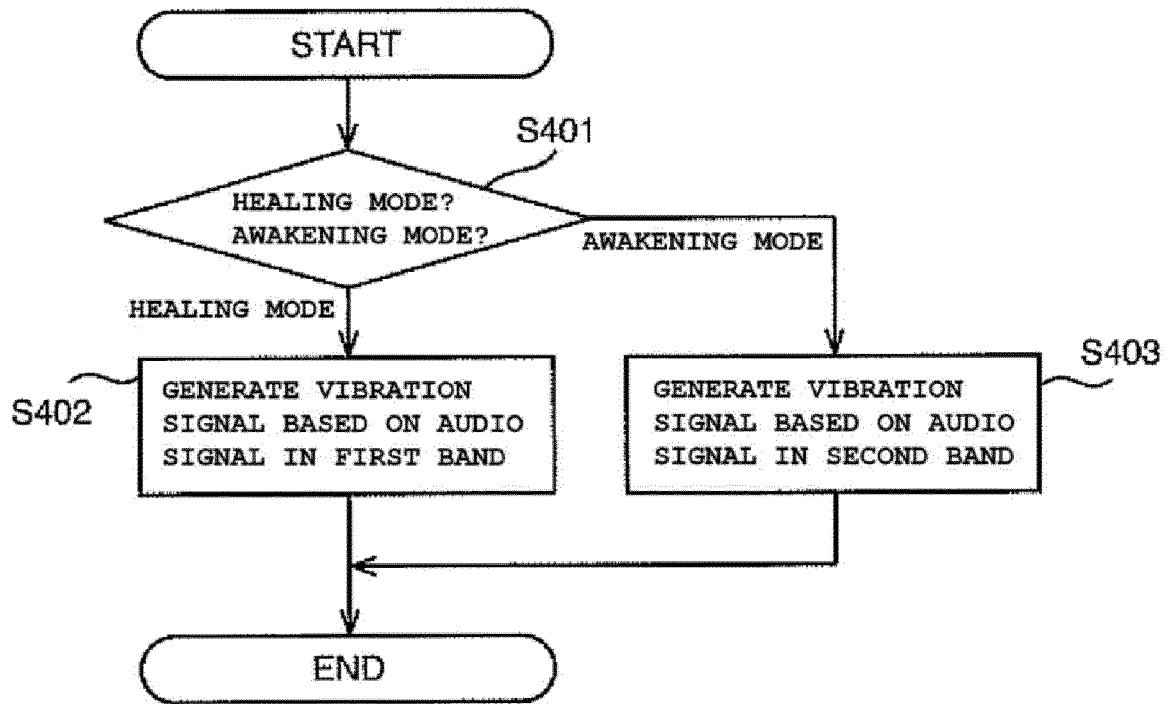 START
S401
HEALING MODE?
AWAKENING MODE?
AWAKENING MODE
HEALING MODE
S402
GENERATE VIBRATION
SIGNAL BASED ON AUDIO
SIGNAL IN FIRST BAND
S403
GENERATE VIBRATION
SIGNAL BASED ON AUDIO
SIGNAL IN SECOND BAND
END